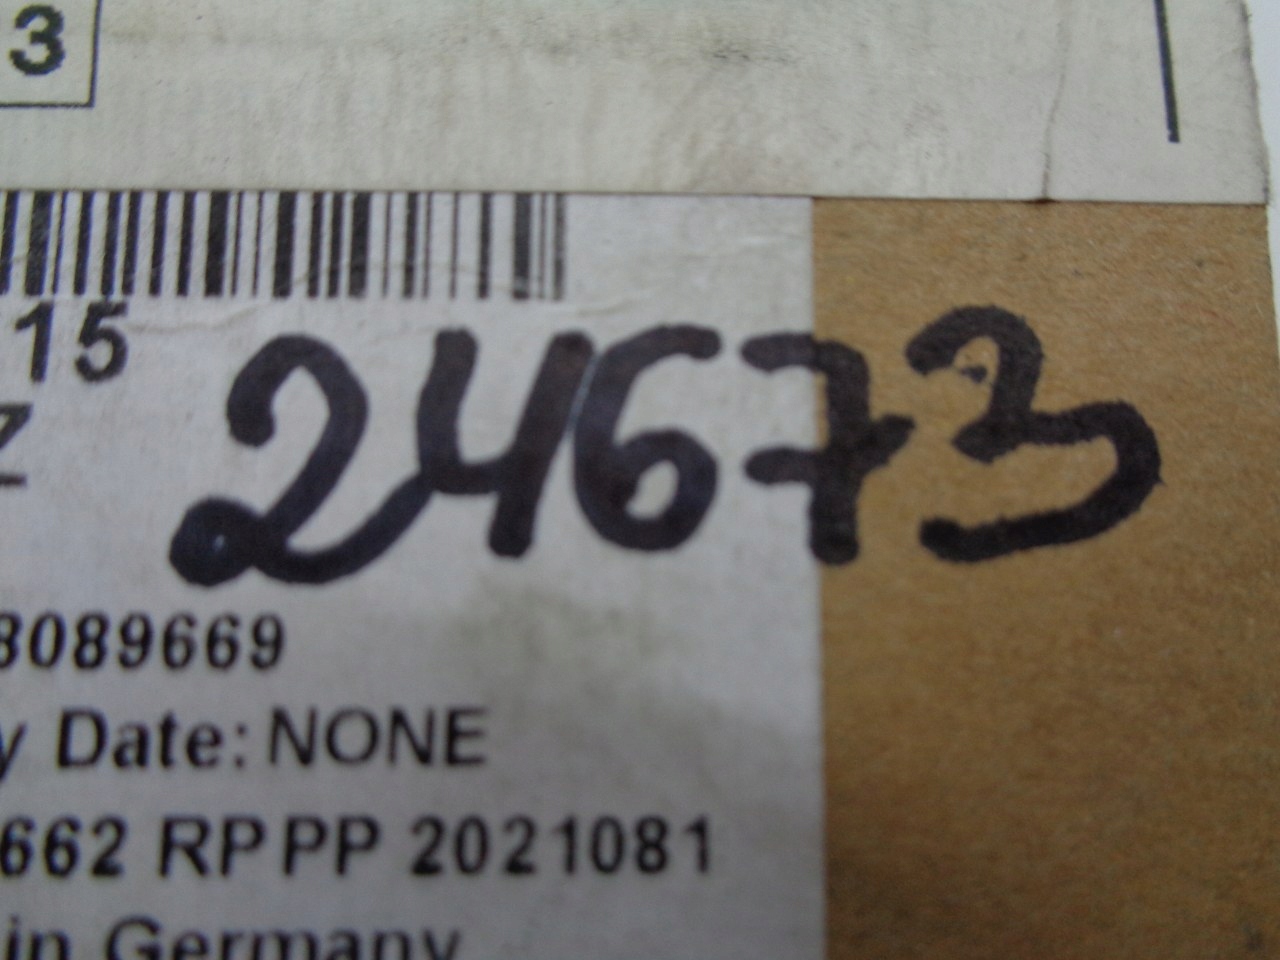 3
15
24673
Z
8089669
y Date: NONE
662 RP PP 2021081
in Germany